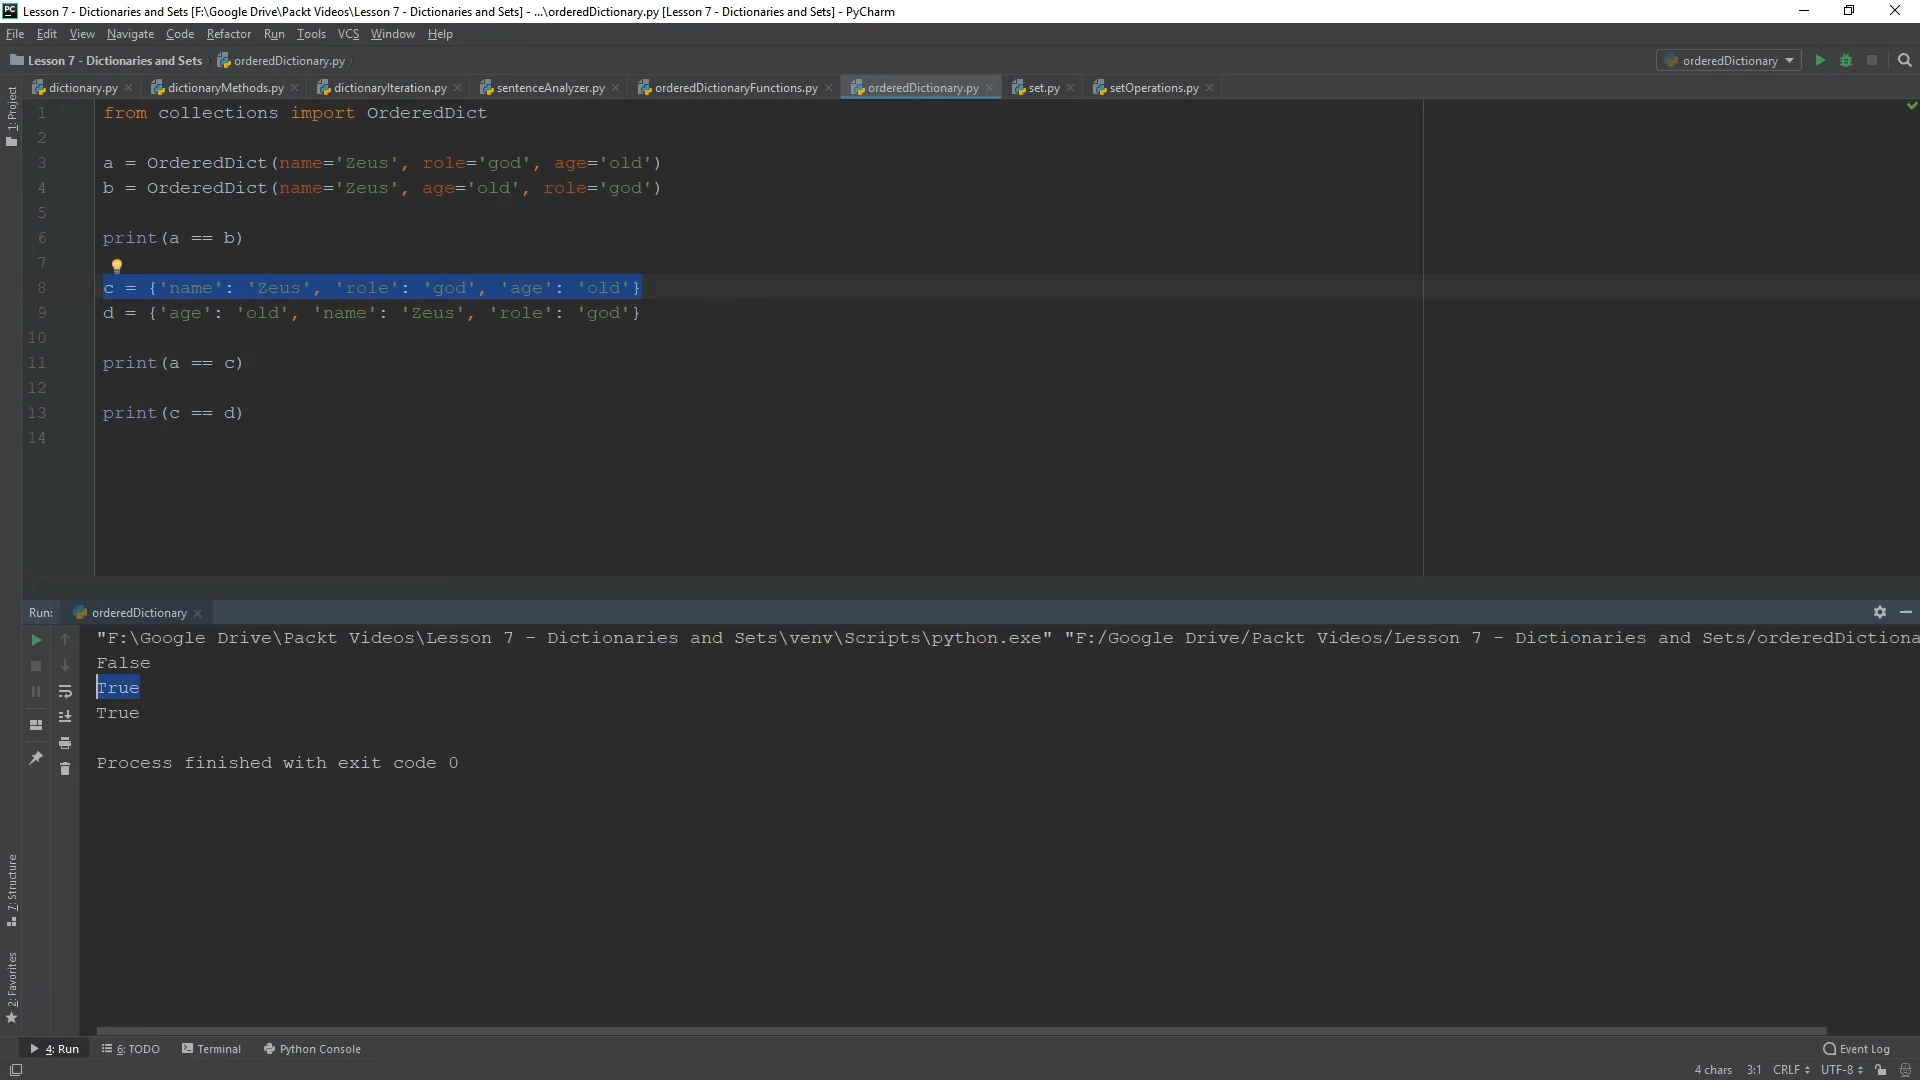 Lesson 7 - Dictionaries and Sets [F:\Google Drive\Packt Videos\Lesson 7 - Dictionaries and Sets] - ...\orderedDictionary.py [Lesson 7 - Dictionaries and Sets] - PyCharm
File Edit View Navigate Code Refactor Run Tools VCS Window Help
Lesson 7 - Dictionaries and Sets orderedDictionary.py orderedDictionary
dictionary.py dictionaryMethods.py dictionaryIteration.py sentenceAnalyzer.py orderedDictionaryFunctions.py orderedDictionary.py set.py setOperations.py
1: Project
1 from collections import OrderedDict
2
3 a = OrderedDict(name='Zeus', role='god', age='old')
4 b = OrderedDict(name='Zeus', age='old', role='god')
5
6 print(a == b)
7
8 c = {'name': 'Zeus', 'role': 'god', 'age': 'old'}
9 d = {'age': 'old', 'name': 'Zeus', 'role': 'god'}
10
11 print(a == c)
12
13 print(c == d)
14
Run: orderedDictionary
"F:\Google Drive\Packt Videos\Lesson 7 - Dictionaries and Sets\venv\Scripts\python.exe" "F:/Google Drive/Packt Videos/Lesson 7 - Dictionaries and Sets/orderedDictiona
False
True
True
Process finished with exit code 0
7: Structure
2: Favorites
4: Run 6: TODO Terminal Python Console Event Log
4 chars 3:1 CRLF UTF-8